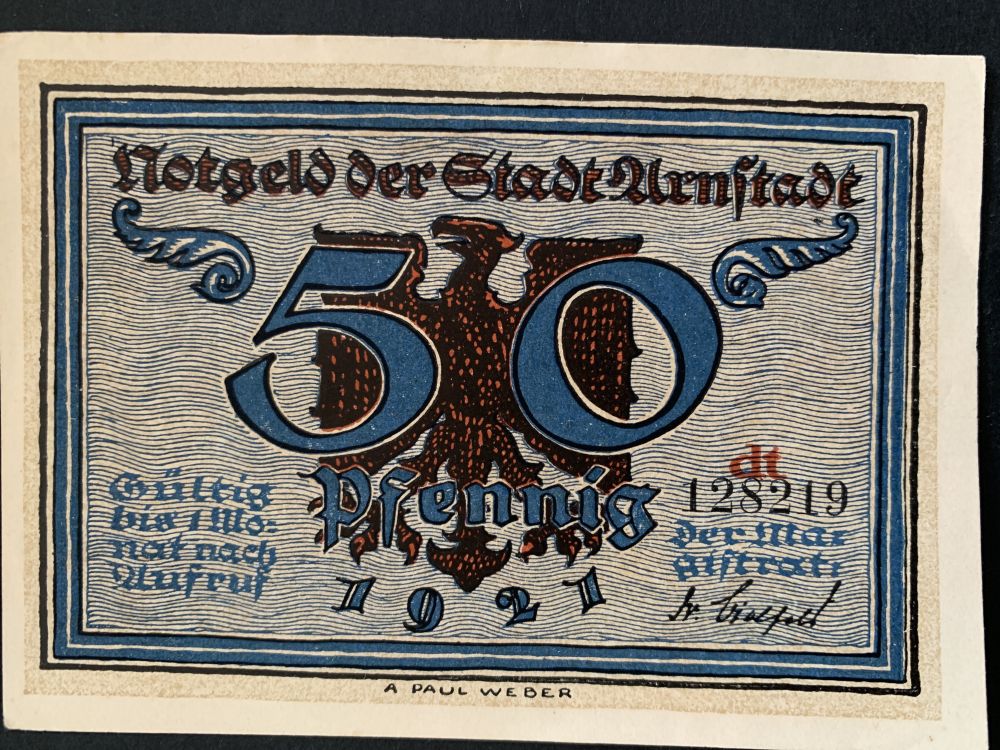 Notgeld der Stadt Arnſtadt
50
Pfennig
1921
Gültig
bis 1 Mo-
nat nach
Aufruf
dt
128219
Der Ma-
giſtrat:
A PAUL WEBER